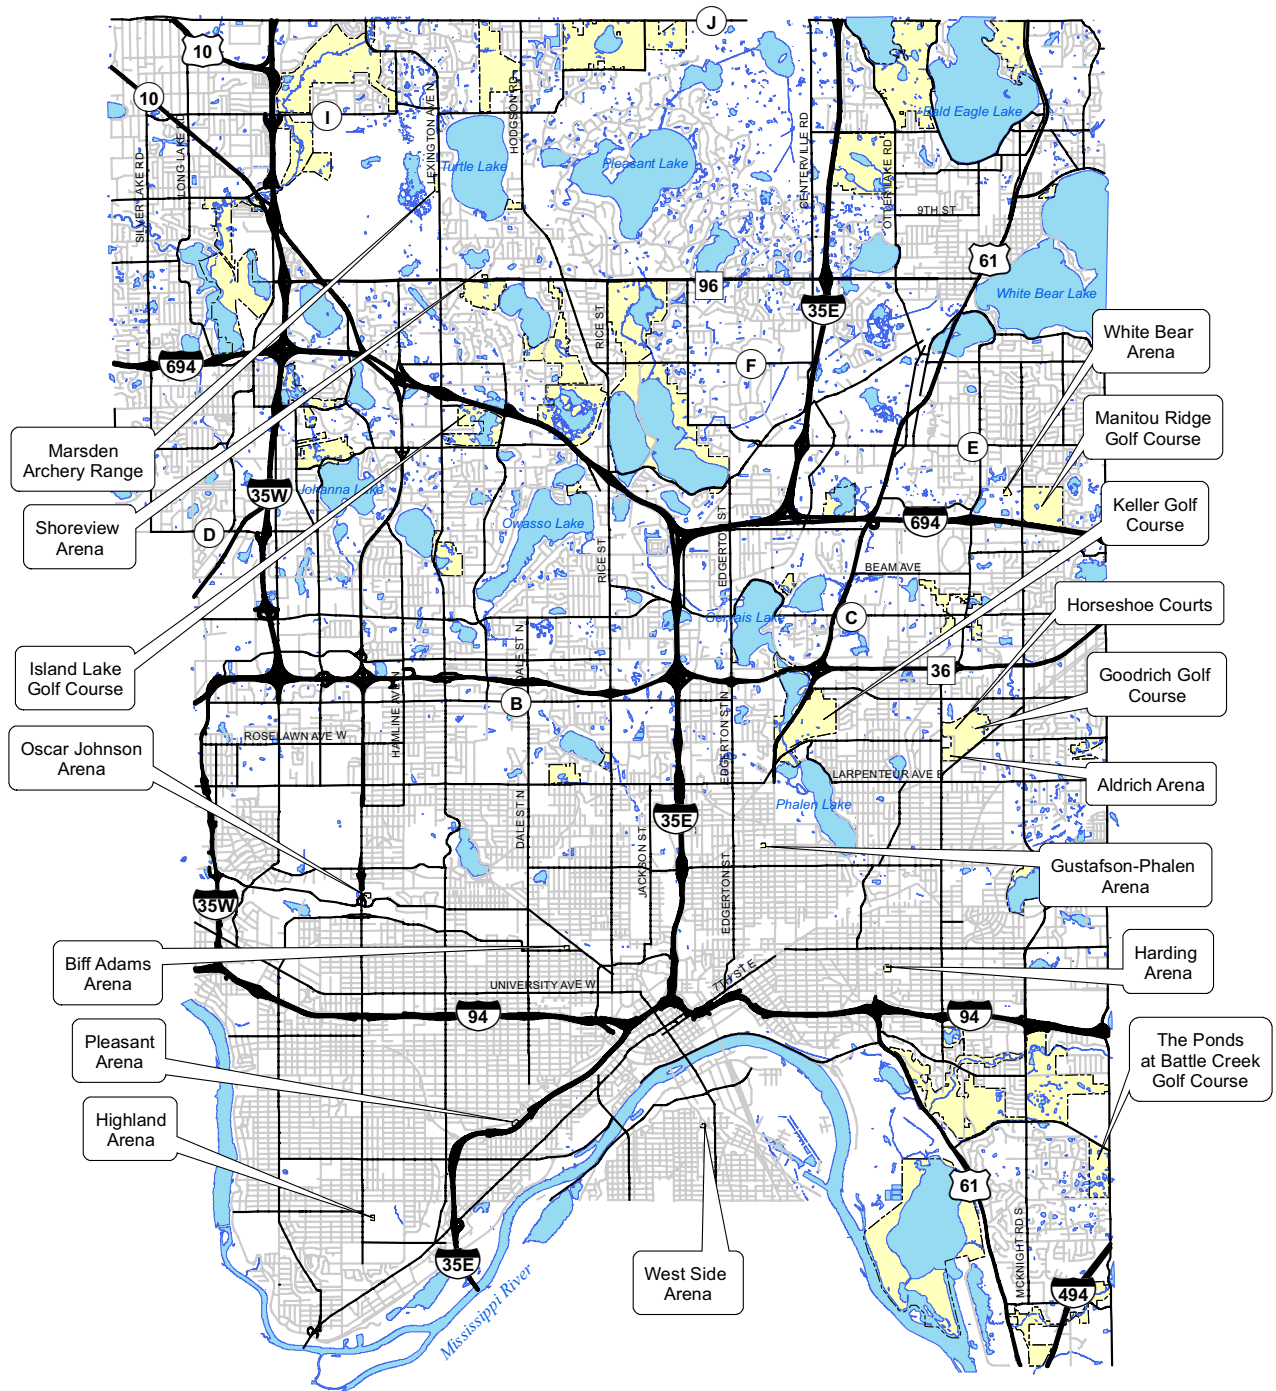 J
10
10
I
LEXINGTON AVE N
HODGSON RD
Bald Eagle Lake
CENTERVILLE RD
SILVER LAKE RD
LONG LAKE
Turtle Lake
Pleasant Lake
OTTER LAKE RD
9TH ST
61
96
White Bear Lake
35E
RICE ST
White Bear
Arena
694
F
Manitou Ridge
Golf Course
Marsden
Archery Range
E
35W
Johanna Lake
Keller Golf
Course
Shoreview
Arena
D
Owasso Lake
694
EDGERTON ST
RICE ST
BEAM AVE
Horseshoe Courts
Gervais Lake
C
Island Lake
Golf Course
DALE ST N
36
Goodrich Golf
Course
B
HAMLINE AVE N
EDGERTON ST N
Oscar Johnson
Arena
ROSELAWN AVE W
LARPENTEUR AVE E
Aldrich Arena
Phalen Lake
35E
DALE ST N
JACKSON ST
EDGERTON ST
Gustafson-Phalen
Arena
35W
Biff Adams
Arena
Harding
Arena
7TH ST E
UNIVERSITY AVE W
94
94
Pleasant
Arena
The Ponds
at Battle Creek
Golf Course
Highland
Arena
61
MCKNIGHT RD S
35E
West Side
Arena
494
Mississippi River